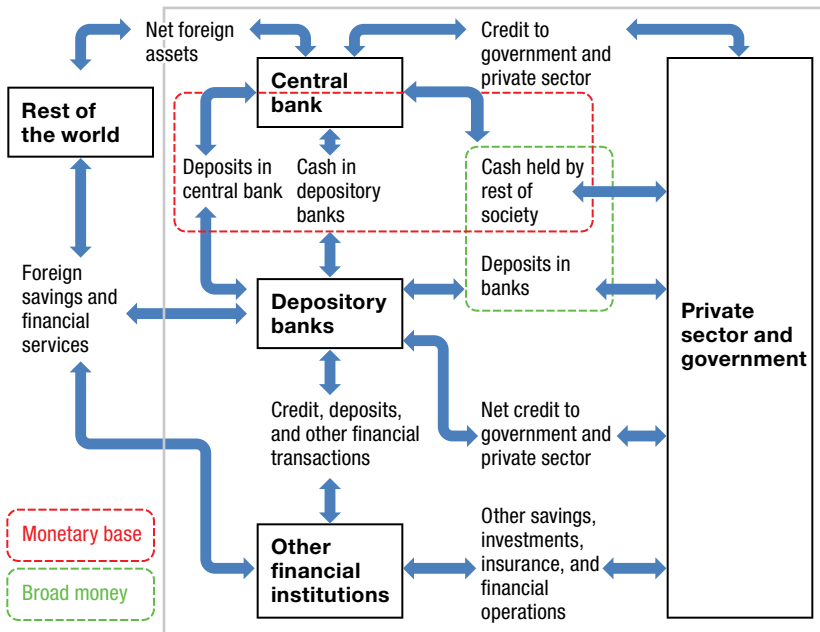 Net foreign
assets
Credit to
government and
private sector
Central
bank
Rest of
the world
Deposits in
central bank
Cash in
depository
banks
Cash held by
rest of
society
Deposits in
banks
Foreign
savings and
financial
services
Depository
banks
Private
sector and
government
Credit, deposits,
and other financial
transactions
Net credit to
government and
private sector
Monetary base
Broad money
Other
financial
institutions
Other savings,
investments,
insurance, and
financial
operations